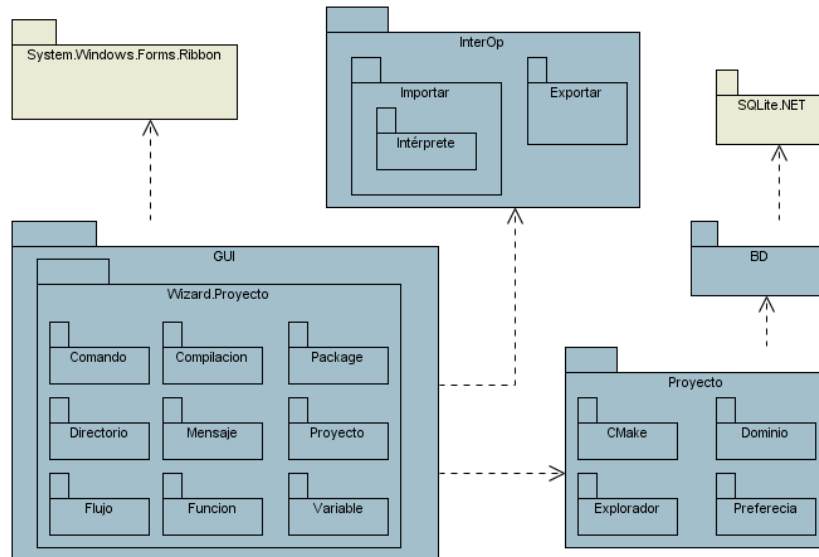 System.Windows.Forms.Ribbon
InterOp
Importar
Exportar
Intérprete
SQLite.NET
GUI
BD
Wizard.Proyecto
Comando
Compilacion
Package
Directorio
Mensaje
Proyecto
Flujo
Funcion
Variable
Proyecto
CMake
Dominio
Explorador
Preferecia